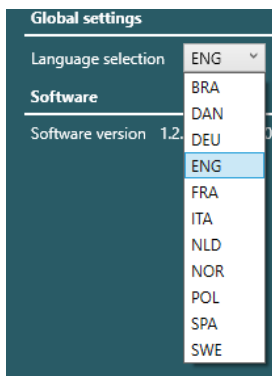 Global settings
Language selection ENG
BRA
Software
DAN
Software version 1.2.
DEU
ENG
FRA
ITA
NLD
NOR
POL
SPA
SWE